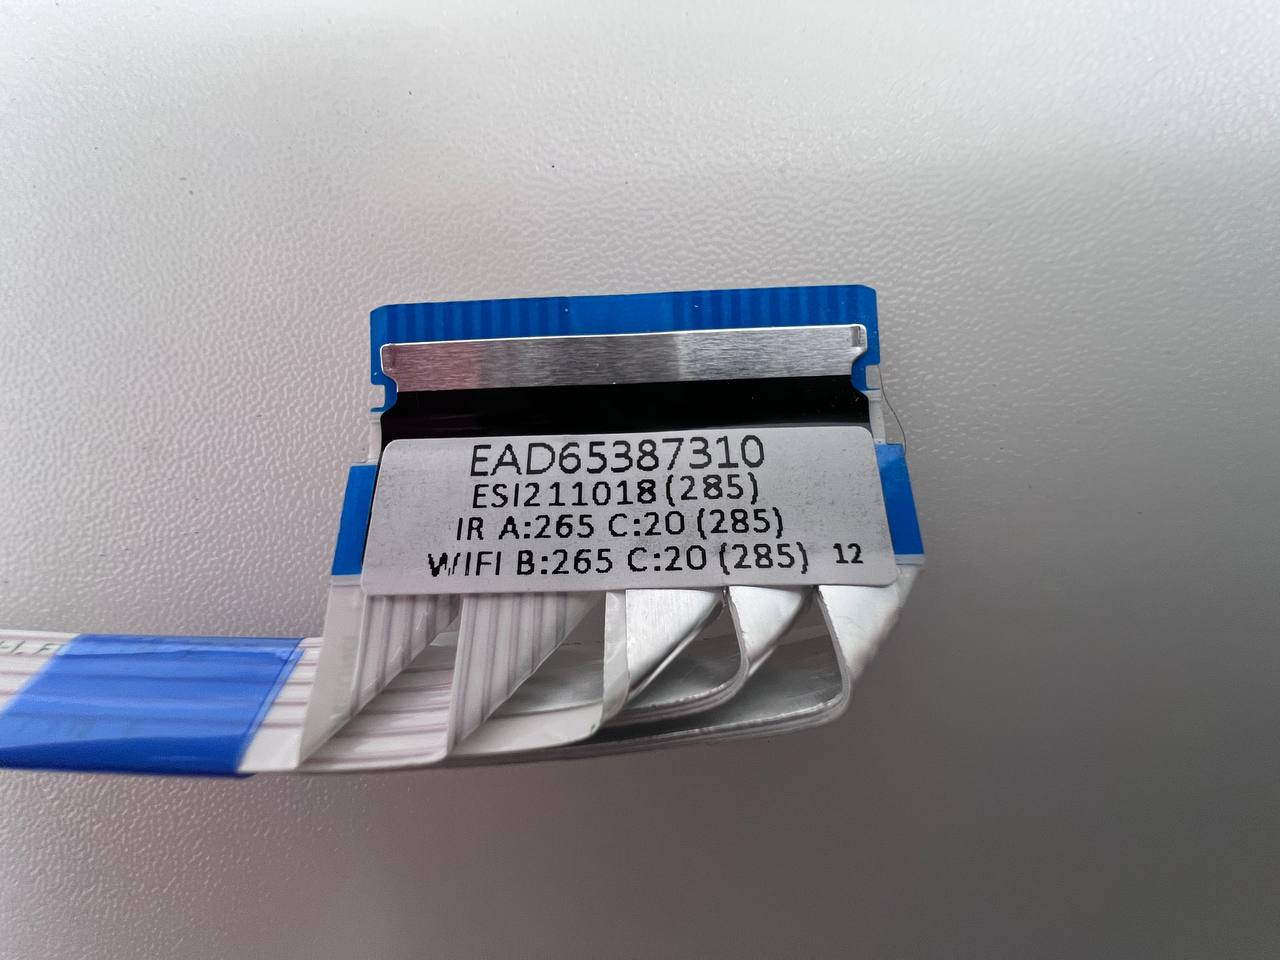 EAD65387310
ESI211018(285)
IR A:265 C:20 (285)
WIFI B:265 C:20 (285) 12